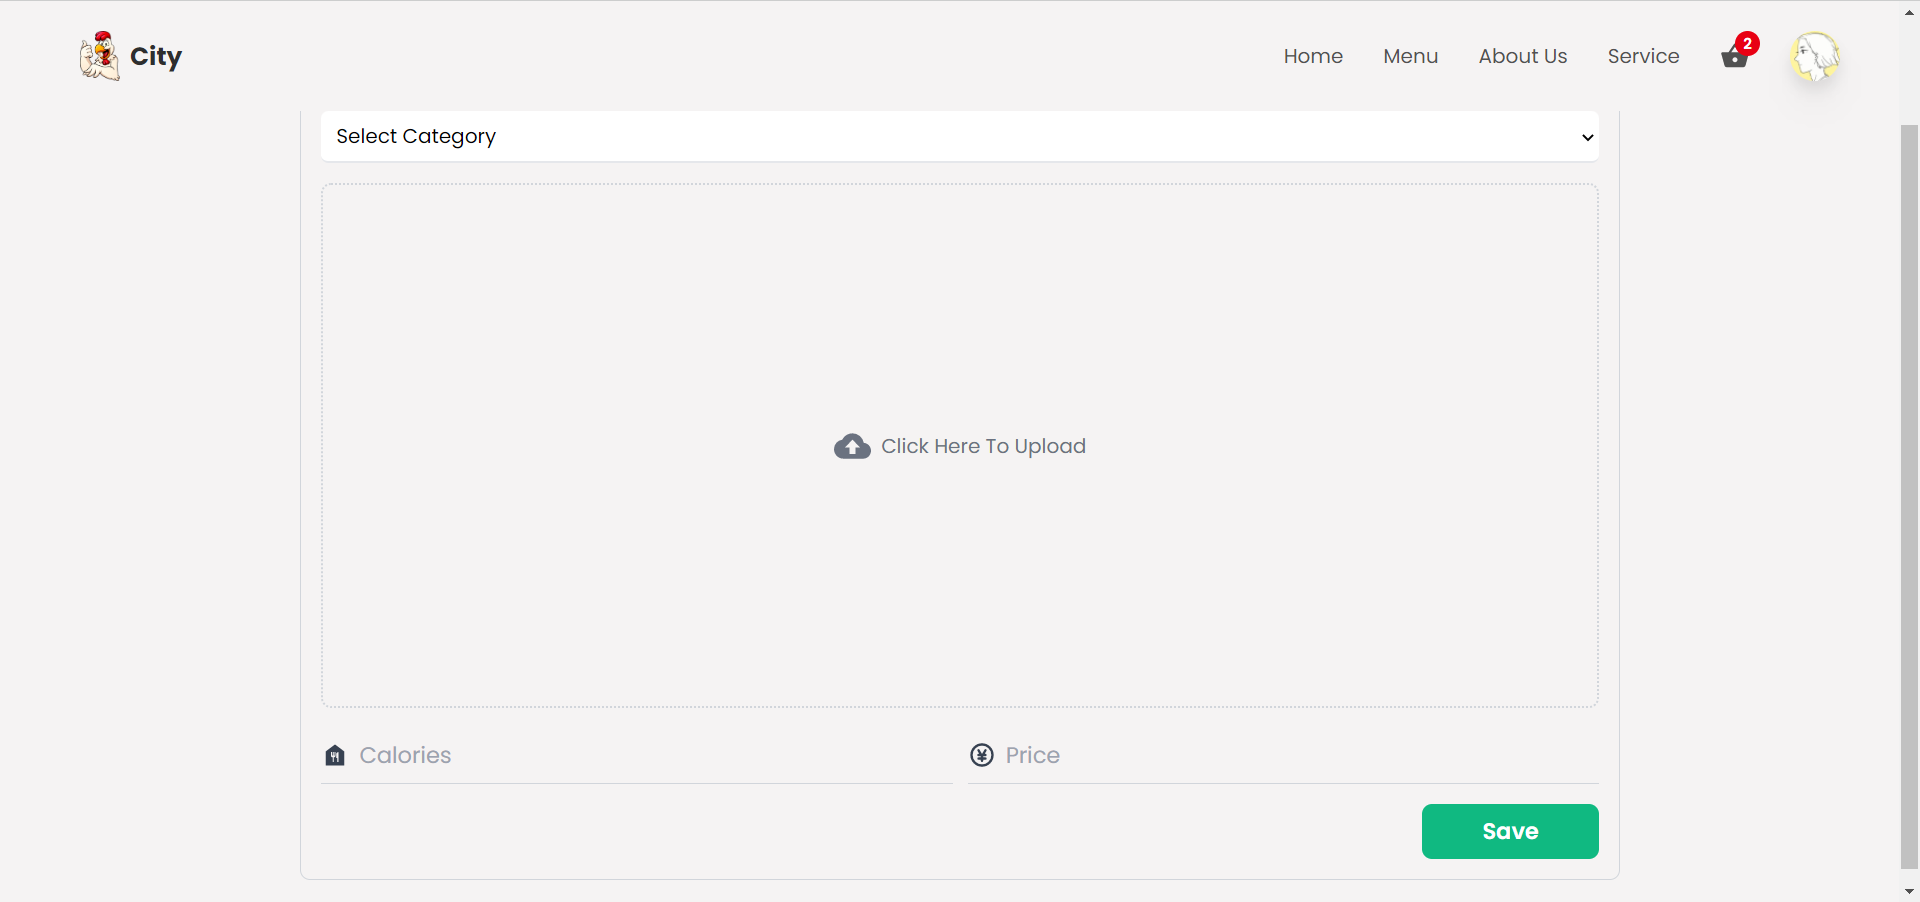 City
Home Menu About Us Service 2
Select Category
Click Here To Upload
Calories
¥ Price
Save